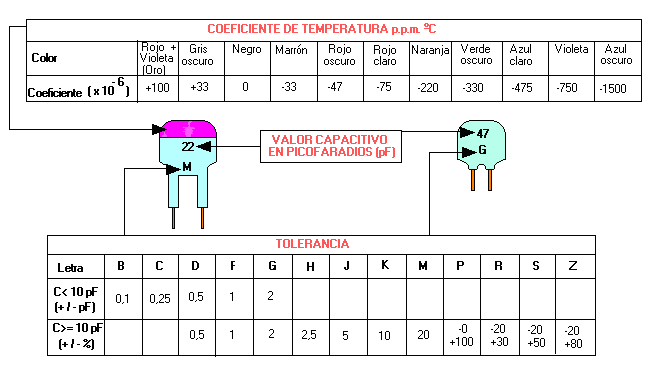 COEFICIENTE DE TEMPERATURA p.p.m. ºC
Color Rojo + Violeta (Oro) Gris oscuro Negro Marrón Rojo oscuro Rojo claro Naranja Verde oscuro Azul claro Violeta Azul oscuro
Coeficiente (x 10 -6) +100 +33 0 -33 -47 -75 -220 -330 -475 -750 -1500
22
M
VALOR CAPACITIVO
EN PICOFARADIOS (pF)
47
G
TOLERANCIA
Letra B C D F G H J K M P R S Z
C< 10 pF (+ / - pF) 0,1 0,25 0,5 1 2
C>= 10 pF (+ / - %) 0,5 1 2 2,5 5 10 20 -0 +100 -20 +30 -20 +50 -20 +80